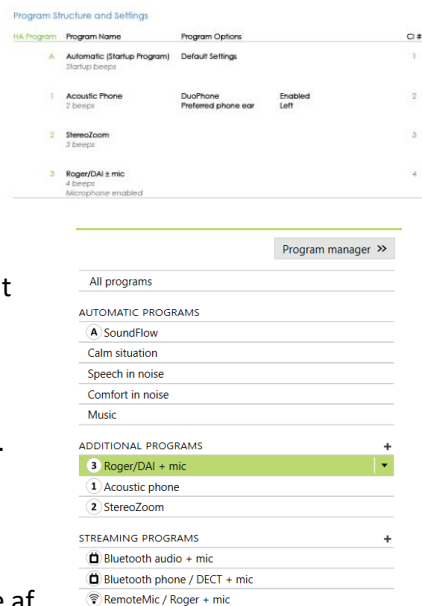 Program Structure and Settings
HA Program Program Name Program Options CI #
A Automatic (Startup Program) Default Settings 1
Startup beeps
1 Acoustic Phone DuoPhone Enabled 2
2 beeps Preferred phone ear Left
2 StereoZoom 3
3 beeps
3 Roger/DAI ± mic 4
4 beeps
Microphone enabled
Program manager »
t
All programs
AUTOMATIC PROGRAMS
A SoundFlow
Calm situation
Speech in noise
Comfort in noise
Music
.
ADDITIONAL PROGRAMS +
3 Roger/DAI + mic
1 Acoustic phone
2 StereoZoom
STREAMING PROGRAMS +
Bluetooth audio + mic
Bluetooth phone / DECT + mic
RemoteMic / Roger + mic
e af